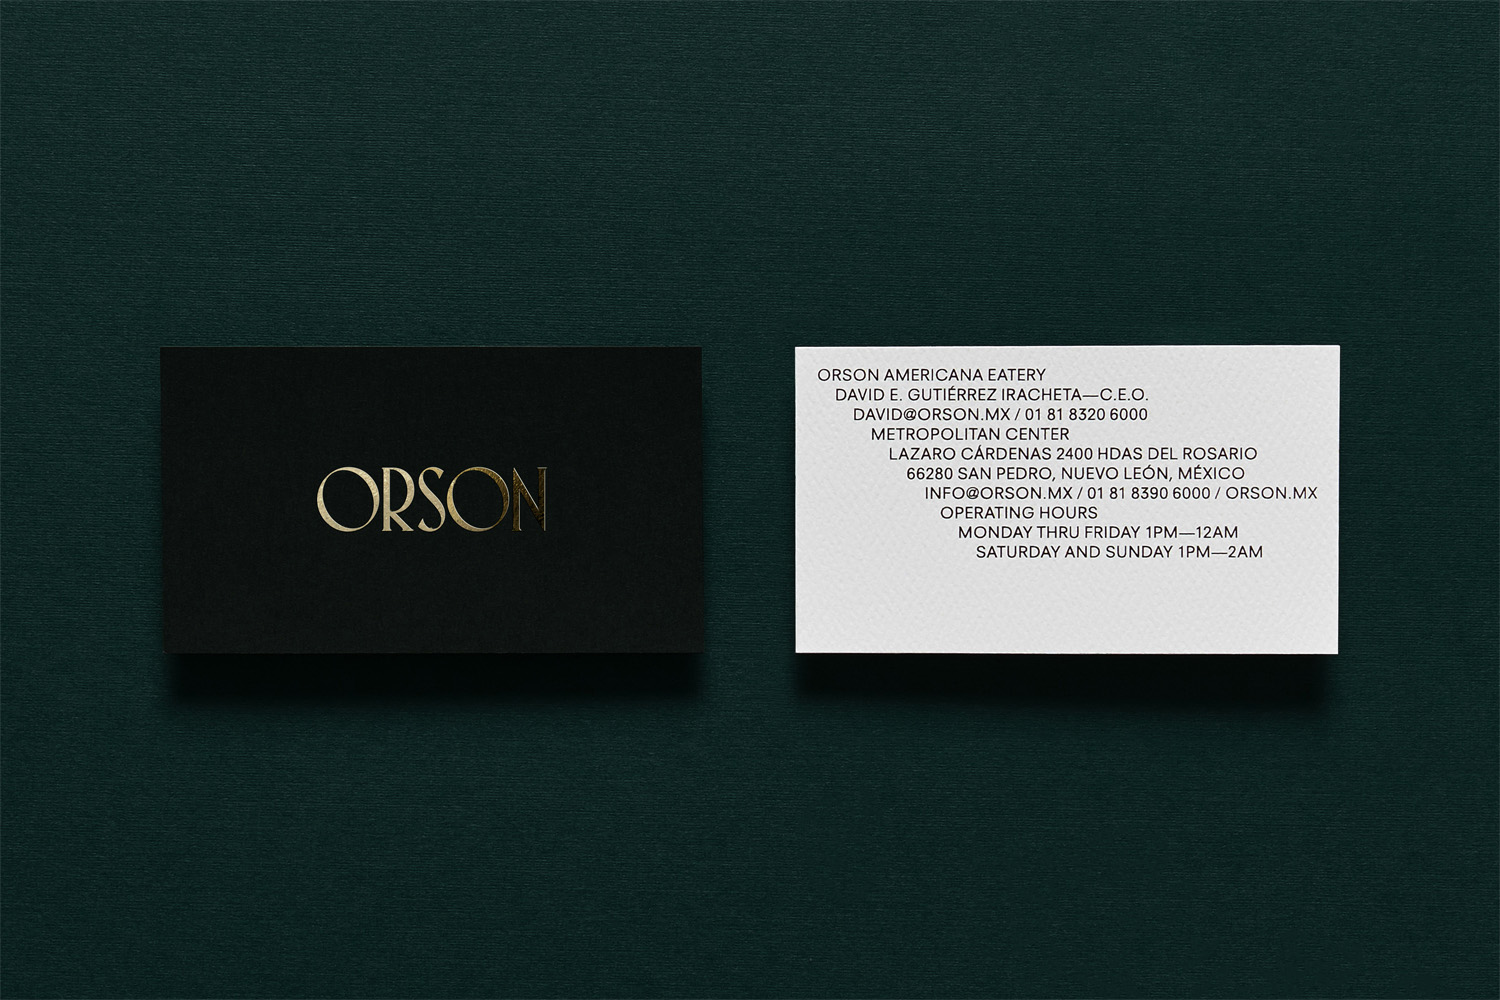 ORSON
ORSON AMERICANA EATERY
DAVID E. GUTIÉRREZ IRACHETA—C.E.O.
DAVID@ORSON.MX / 01 81 8320 6000
METROPOLITAN CENTER
LAZARO CÁRDENAS 2400 HDAS DEL ROSARIO
66280 SAN PEDRO, NUEVO LEÓN, MÉXICO
INFO@ORSON.MX / 01 81 8390 6000 / ORSON.MX
OPERATING HOURS
MONDAY THRU FRIDAY 1PM—12AM
SATURDAY AND SUNDAY 1PM—2AM